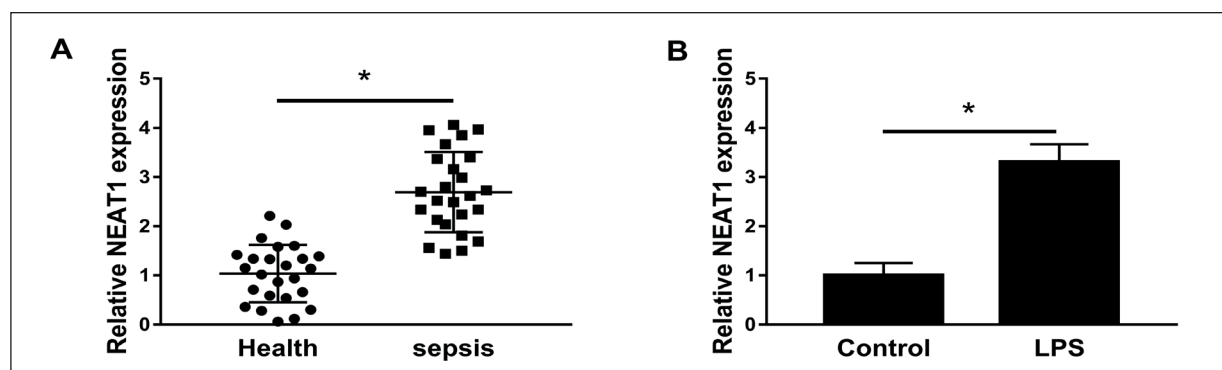 A
Relative NEAT1 expression
5
4
3
2
1
0
*
Health sepsis
B
Relative NEAT1 expression
5
4
3
2
1
0
*
Control LPS